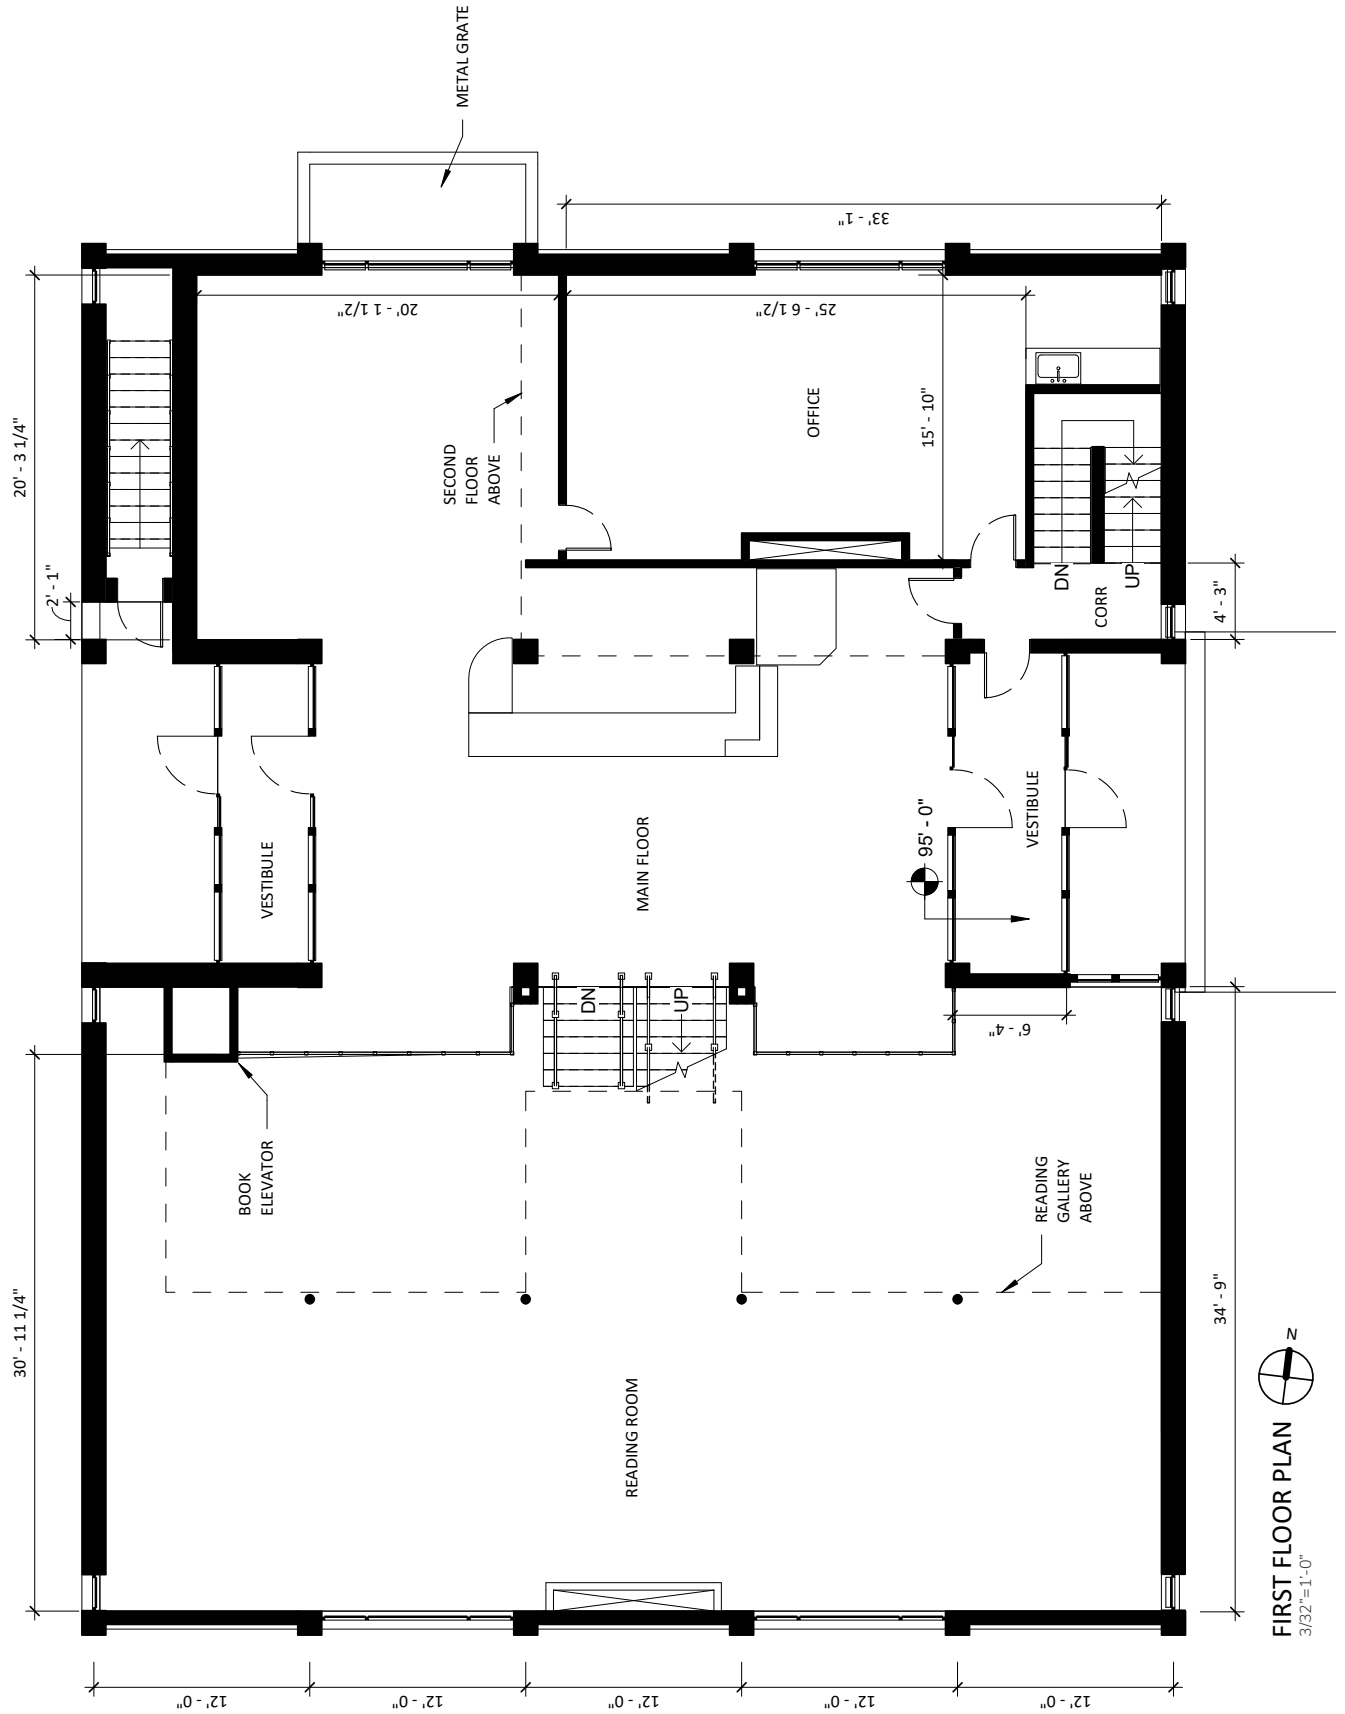 METAL GRATE
33' - 1"
20' - 3 1/4"
20' - 1 1/2"
25' - 6 1/2"
SECOND
FLOOR
ABOVE
OFFICE
15' - 10"
2' - 1"
DN
UP
CORR
4' - 3"
VESTIBULE
MAIN FLOOR
95' - 0"
VESTIBULE
DN
UP
6' - 4"
BOOK
ELEVATOR
READING
GALLERY
ABOVE
30' - 11 1/4"
34' - 9"
READING ROOM
N
FIRST FLOOR PLAN
3/32"=1'-0"
12' - 0"
12' - 0"
12' - 0"
12' - 0"
12' - 0"